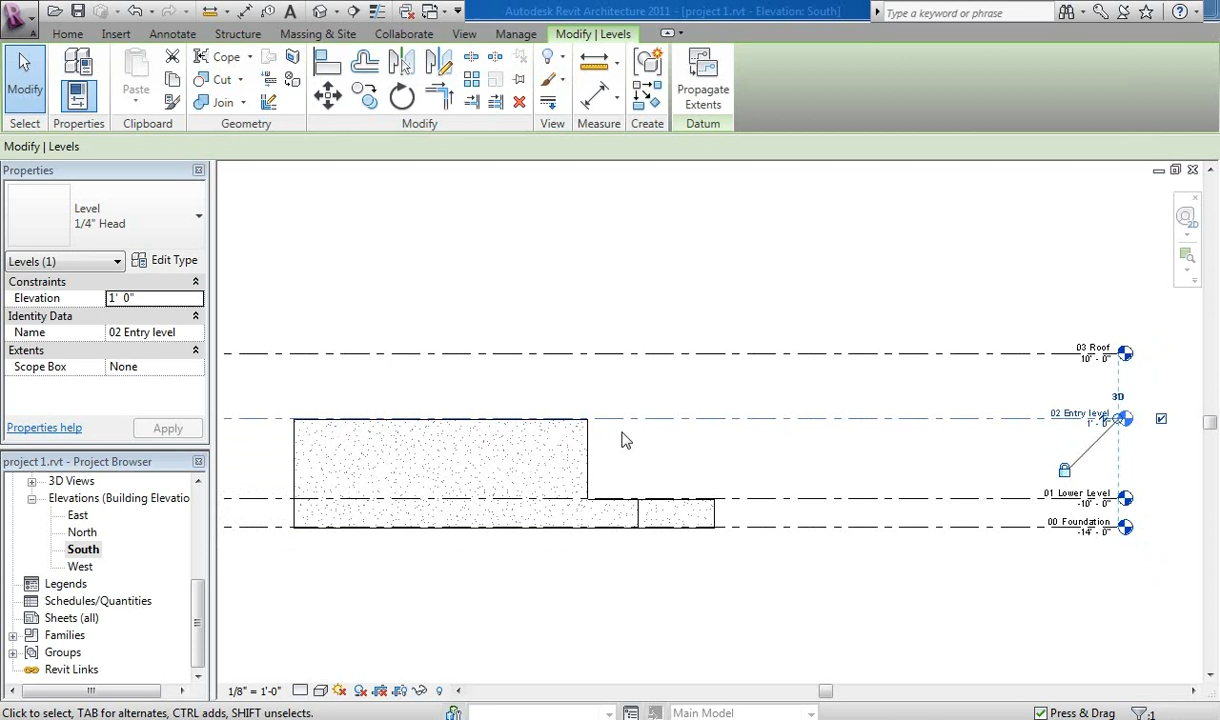 Autodesk Revit Architecture 2011 - [project 1.rvt - Elevation: South]
Type a keyword or phrase
Home Insert Annotate Structure Massing & Site Collaborate View Manage Modify | Levels
Modify
Paste
Cope
Cut
Join
Propagate
Extents
Select Properties Clipboard Geometry Modify View Measure Create Datum
Modify | Levels
Properties
Level
1/4" Head
Levels (1) Edit Type
Constraints
Elevation 1' 0"
Identity Data
Name 02 Entry level
Extents
Scope Box None
Properties help Apply
project 1.rvt - Project Browser
3D Views
Elevations (Building Elevatio
East
North
South
West
Legends
Schedules/Quantities
Sheets (all)
Families
Groups
Revit Links
2D
03 Roof
10' - 0"
3D
02 Entry level
1' - 0"
01 Lower Level
-10' - 0"
00 Foundation
-14' - 0"
1/8" = 1'-0"
Click to select, TAB for alternates, CTRL adds, SHIFT unselects.
Main Model
Press & Drag
:1